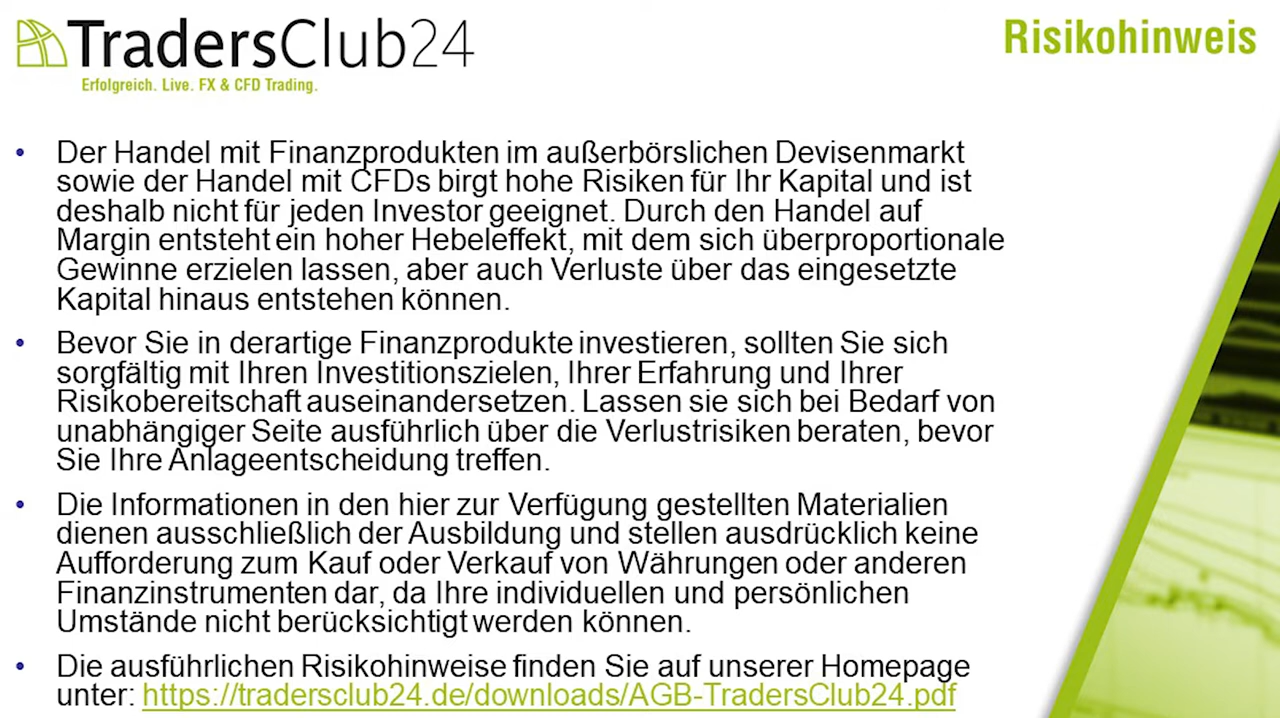 TradersClub24
Risikohinweis
Erfolgreich. Live. FX & CFD Trading.
• Der Handel mit Finanzprodukten im außerbörslichen Devisenmarkt
sowie der Handel mit CFDs birgt hohe Risiken für Ihr Kapital und ist
deshalb nicht für jeden Investor geeignet. Durch den Handel auf
Margin entsteht ein hoher Hebeleffekt, mit dem sich überproportionale
Gewinne erzielen lassen, aber auch Verluste über das eingesetzte
Kapital hinaus entstehen können.
• Bevor Sie in derartige Finanzprodukte investieren, sollten Sie sich
sorgfältig mit Ihren Investitionszielen, Ihrer Erfahrung und Ihrer
Risikobereitschaft auseinandersetzen. Lassen sie sich bei Bedarf von
unabhängiger Seite ausführlich über die Verlustrisiken beraten, bevor
Sie Ihre Anlageentscheidung treffen.
• Die Informationen in den hier zur Verfügung gestellten Materialien
dienen ausschließlich der Ausbildung und stellen ausdrücklich keine
Aufforderung zum Kauf oder Verkauf von Währungen oder anderen
Finanzinstrumenten dar, da Ihre individuellen und persönlichen
Umstände nicht berücksichtigt werden können.
• Die ausführlichen Risikohinweise finden Sie auf unserer Homepage
unter: https://tradersclub24.de/downloads/AGB-TradersClub24.pdf